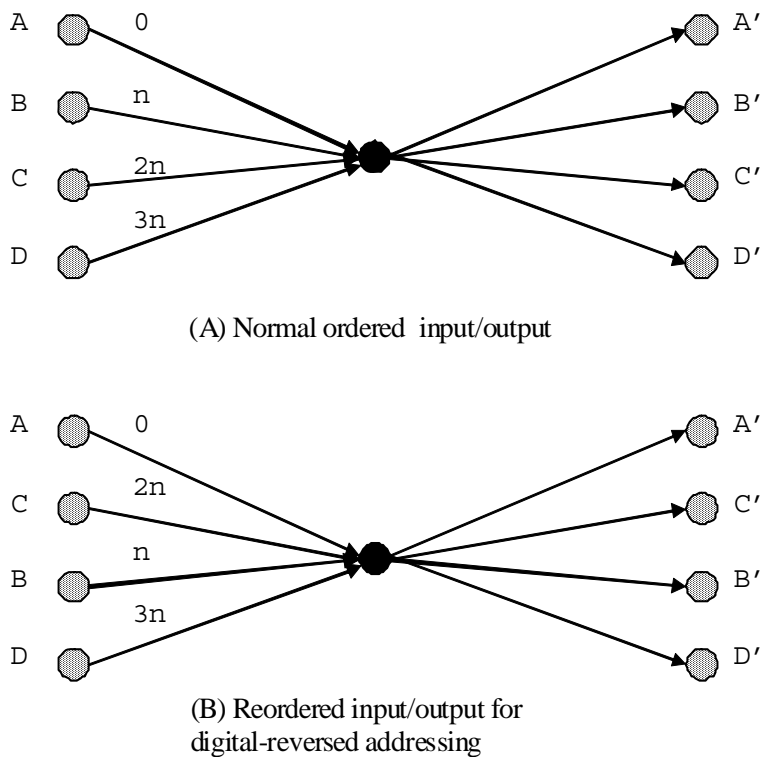 A 0 A'
B n B'
C 2n C'
D 3n D'
(A) Normal ordered input/output
A 0 A'
C 2n C'
B n B'
D 3n D'
(B) Reordered input/output for
digital-reversed addressing